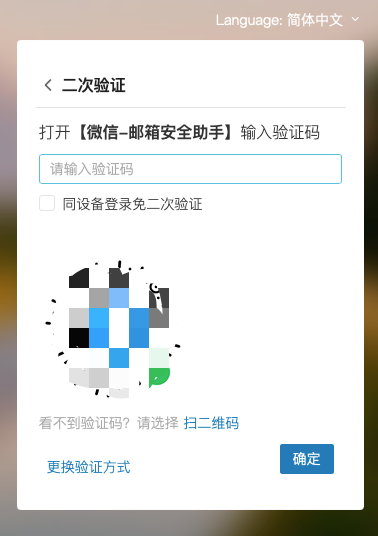 Language: 简体中文
二次验证
打开【微信-邮箱安全助手】输入验证码
请输入验证码
同设备登录免二次验证
看不到验证码？请选择 扫二维码
更换验证方式
确定